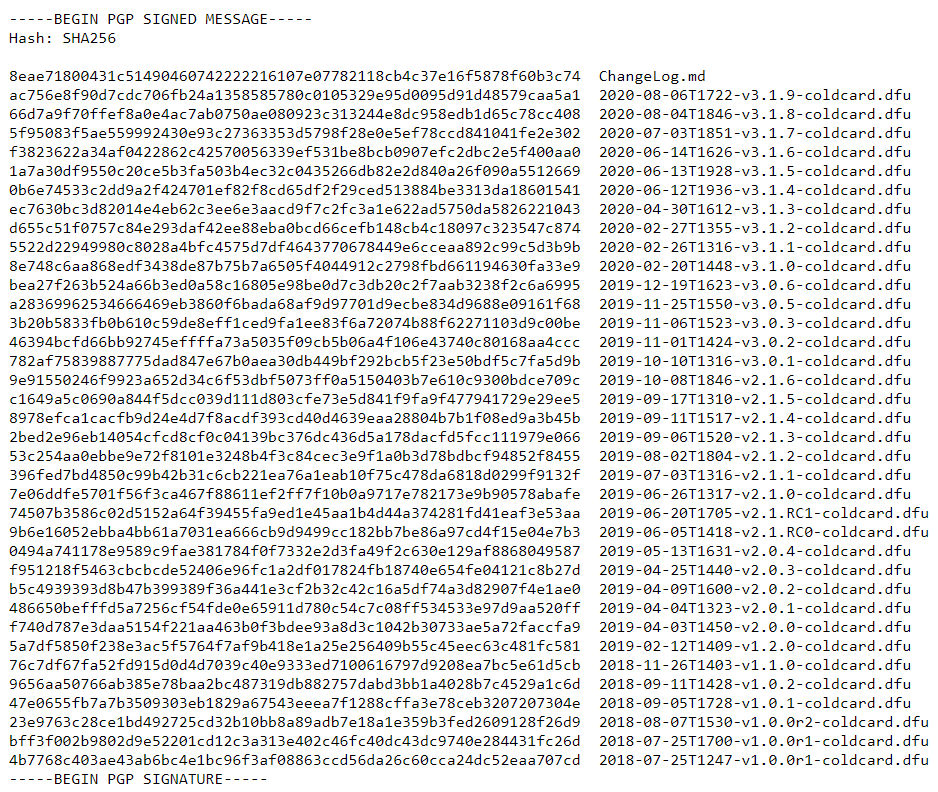 -----BEGIN PGP SIGNED MESSAGE-----
Hash: SHA256
8eae71800431c51490460742222216107e07782118cb4c37e16f5878f60b3c74  ChangeLog.md
ac756e8f90d7cdc706fb24a1358585780c0105329e95d0095d91d48579caa5a1  2020-08-06T1722-v3.1.9-coldcard.dfu
66d7a9f70ffef8a0e4ac7ab0750ae080923c313244e8dc958edb1d65c78cc408  2020-08-04T1846-v3.1.8-coldcard.dfu
5f95083f5ae559992430e93c27363353d5798f28e0e5ef78ccd841041fe2e302  2020-07-03T1851-v3.1.7-coldcard.dfu
f3823622a34af0422862c42570056339ef531be8bcb0907efc2dbc2e5f400aa0  2020-06-14T1626-v3.1.6-coldcard.dfu
1a7a30df9550c20ce5b3fa503b4ec32c0435266db82e2d840a26f090a5512669  2020-06-13T1928-v3.1.5-coldcard.dfu
0b6e74533c2dd9a2f424701ef82f8cd65df2f29ced513884be3313da18601541  2020-06-12T1936-v3.1.4-coldcard.dfu
ec7630bc3d82014e4eb62c3ee6e3aacd9f7c2fc3a1e622ad5750da5826221043  2020-04-30T1612-v3.1.3-coldcard.dfu
d655c51f0757c84e293daf42ee88eba0bcd66cefb148cb4c18097c323547c874  2020-02-27T1355-v3.1.2-coldcard.dfu
5522d22949980c8028a4bfc4575d7df4643770678449e6cceaa892c99c5d3b9b  2020-02-26T1316-v3.1.1-coldcard.dfu
8e748c6aa868edf3438de87b75b7a6505f4044912c2798fbd661194630fa33e9  2020-02-20T1448-v3.1.0-coldcard.dfu
bea27f263b524a66b3ed0a58c16805e98be0d7c3db20c2f7aab3238f2c6a6995  2019-12-19T1623-v3.0.6-coldcard.dfu
a28369962534666469eb3860f6bada68af9d97701d9ecbe834d9688e09161f68  2019-11-25T1550-v3.0.5-coldcard.dfu
3b20b5833fb0b610c59de8eff1ced9fa1ee83f6a72074b88f62271103d9c00be  2019-11-06T1523-v3.0.3-coldcard.dfu
46394bcfd66bb92745effffa73a5035f09cb5b06a4f106e43740c80168aa4ccc  2019-11-01T1424-v3.0.2-coldcard.dfu
782af75839887775dad847e67b0aea30db449bf292bcb5f23e50bdf5c7fa5d9b  2019-10-10T1316-v3.0.1-coldcard.dfu
9e91550246f9923a652d34c6f53dbf5073ff0a5150403b7e610c9300bdce709c  2019-10-08T1846-v2.1.6-coldcard.dfu
c1649a5c0690a844f5dcc039d111d803cfe73e5d841f9fa9f477941729e29ee5  2019-09-17T1310-v2.1.5-coldcard.dfu
8978efca1cacfb9d24e4d7f8acdf393cd40d4639eaa28804b7b1f08ed9a3b45b  2019-09-11T1517-v2.1.4-coldcard.dfu
2bed2e96eb14054cfcd8cf0c04139bc376dc436d5a178dacfd5fcc111979e066  2019-09-06T1520-v2.1.3-coldcard.dfu
53c254aa0ebbe9e72f8101e3248b4f3c84cec3e9f1a0b3d78bdbcf94852f8455  2019-08-02T1804-v2.1.2-coldcard.dfu
396fed7bd4850c99b42b31c6cb221ea76a1eab10f75c478da6818d0299f9132f  2019-07-03T1316-v2.1.1-coldcard.dfu
7e06ddfe5701f56f3ca467f88611ef2ff7f10b0a9717e782173e9b90578abafe  2019-06-26T1317-v2.1.0-coldcard.dfu
74507b3586c02d5152a64f39455fa9ed1e45aa1b4d44a374281fd41eaf3e53aa  2019-06-20T1705-v2.1.RC1-coldcard.dfu
9b6e16052ebba4bb61a7031ea666cb9d9499cc182bb7be86a97cd4f15e04e7b3  2019-06-05T1418-v2.1.RC0-coldcard.dfu
0494a741178e9589c9fae381784f0f7332e2d3fa49f2c630e129af8868049587  2019-05-13T1631-v2.0.4-coldcard.dfu
f951218f5463cbcbcde52406e96fc1a2df017824fb18740e654fe04121c8b27d  2019-04-25T1440-v2.0.3-coldcard.dfu
b5c4939393d8b47b399389f36a441e3cf2b32c42c16a5df74a3d82907f4e1ae0  2019-04-09T1600-v2.0.2-coldcard.dfu
486650befffd5a7256cf54fde0e65911d780c54c7c08ff534533e97d9aa520ff  2019-04-04T1323-v2.0.1-coldcard.dfu
f740d787e3daa5154f221aa463b0f3bdee93a8d3c1042b30733ae5a72faccfa9  2019-04-03T1450-v2.0.0-coldcard.dfu
5a7df5850f238e3ac5f5764f7af9b418e1a25e256409b55c45eec63c481fc581  2019-02-12T1409-v1.2.0-coldcard.dfu
76c7df67fa52fd915d0d4d7039c40e9333ed7100616797d9208ea7bc5e61d5cb  2018-11-26T1403-v1.1.0-coldcard.dfu
9656aa50766ab385e78baa2bc487319db882757dabd3bb1a4028b7c4529a1c6d  2018-09-11T1428-v1.0.2-coldcard.dfu
47e0655fb7a7b3509303eb1829a67543eeea7f1288cffa3e78ceb3207207304e  2018-09-05T1728-v1.0.1-coldcard.dfu
23e9763c28ce1bd492725cd32b10bb8a89adb7e18a1e359b3fed2609128f26d9  2018-08-07T1530-v1.0.0r2-coldcard.dfu
bff3f002b9802d9e52201cd12c3a313e402c46fc40dc43dc9740e284431fc26d  2018-07-25T1700-v1.0.0r1-coldcard.dfu
4b7768c403ae43ab6bc4e1bc96f3af08863ccd56da26c60cca24dc52eaa707cd  2018-07-25T1247-v1.0.0r1-coldcard.dfu
-----BEGIN PGP SIGNATURE-----